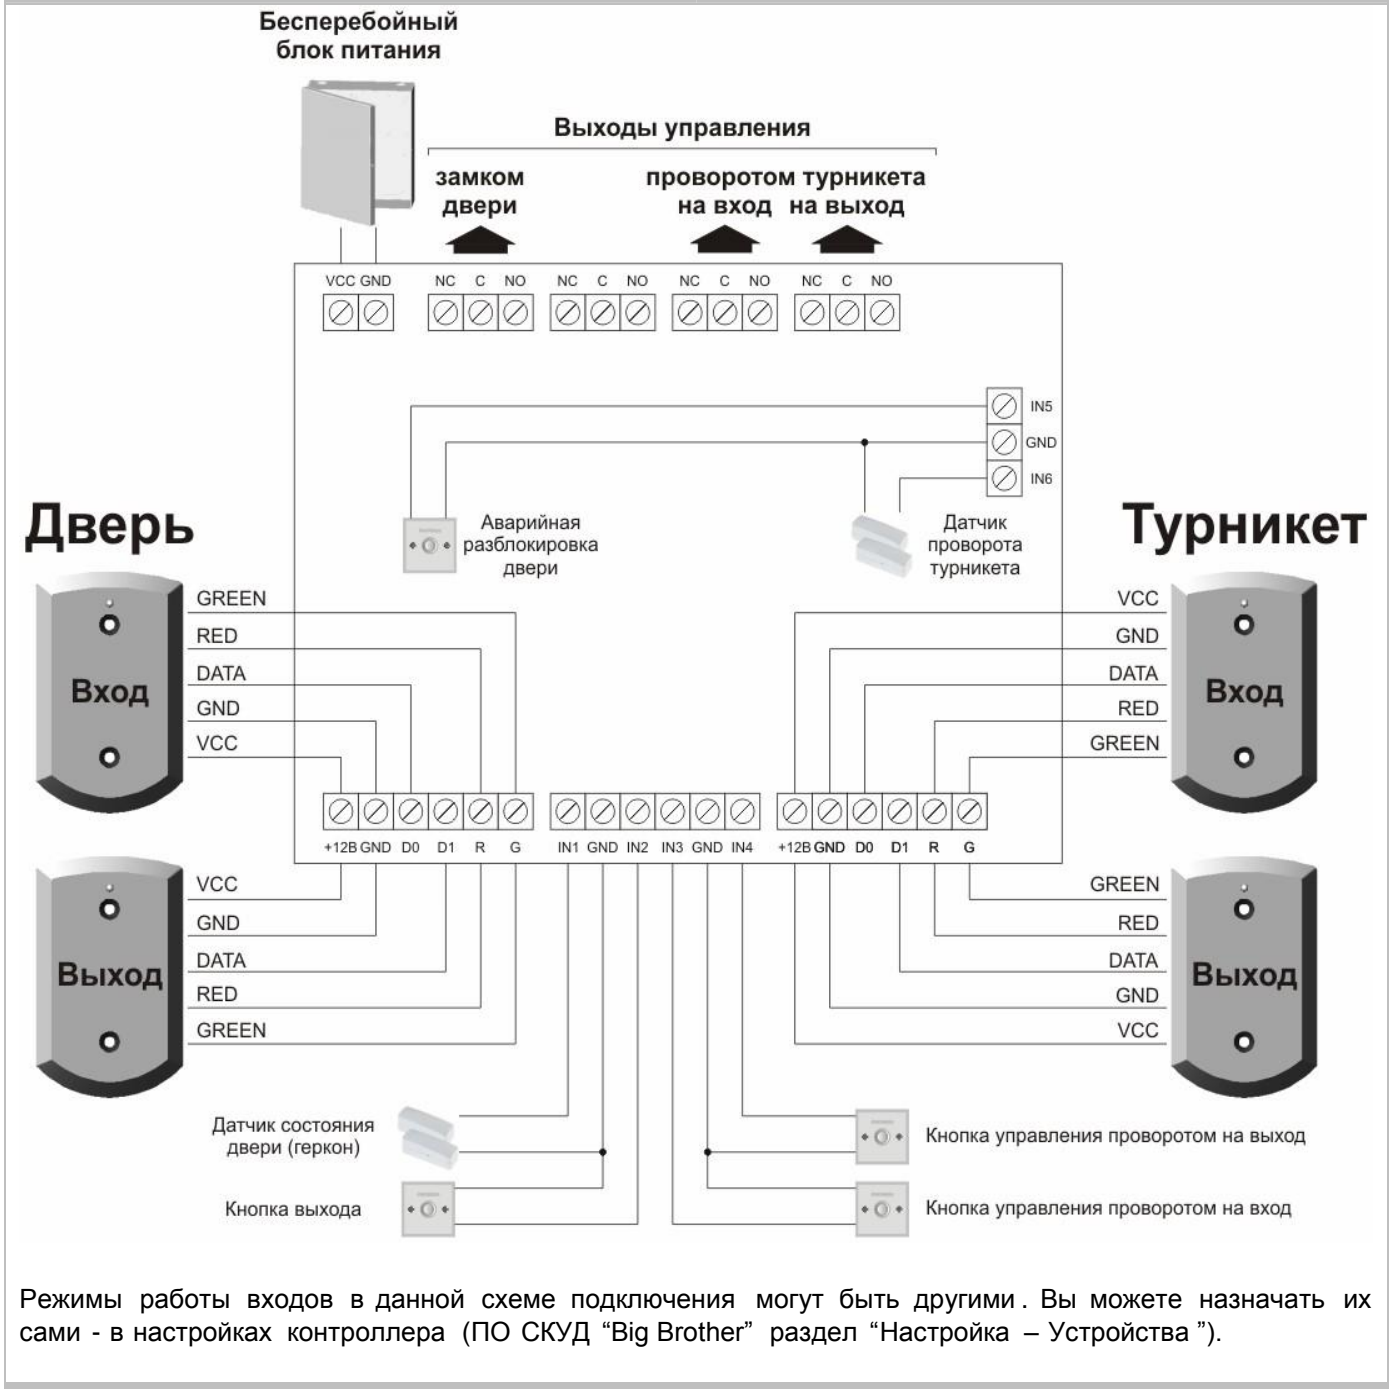 Бесперебойный
блок питания
Выходы управления
замком
двери
проворотом турникета
на вход на выход
VCC GND
NC C NO
NC C NO
NC C NO
NC C NO
IN5
GND
IN6
Дверь
Турникет
Аварийная
разблокировка
двери
Датчик
проворота
турникета
Вход
GREEN
RED
DATA
GND
VCC
VCC
GND
DATA
RED
GREEN
Вход
+12В GND D0 D1 R G
IN1 GND IN2 IN3 GND IN4
+12В GND D0 D1 R G
Выход
VCC
GND
DATA
RED
GREEN
GREEN
RED
DATA
GND
VCC
Выход
Датчик состояния
двери (геркон)
Кнопка выхода
Кнопка управления проворотом на выход
Кнопка управления проворотом на вход
Режимы работы входов в данной схеме подключения могут быть другими. Вы можете назначать их
сами - в настройках контроллера (ПО СКУД “Big Brother” раздел “Настройка – Устройства”).